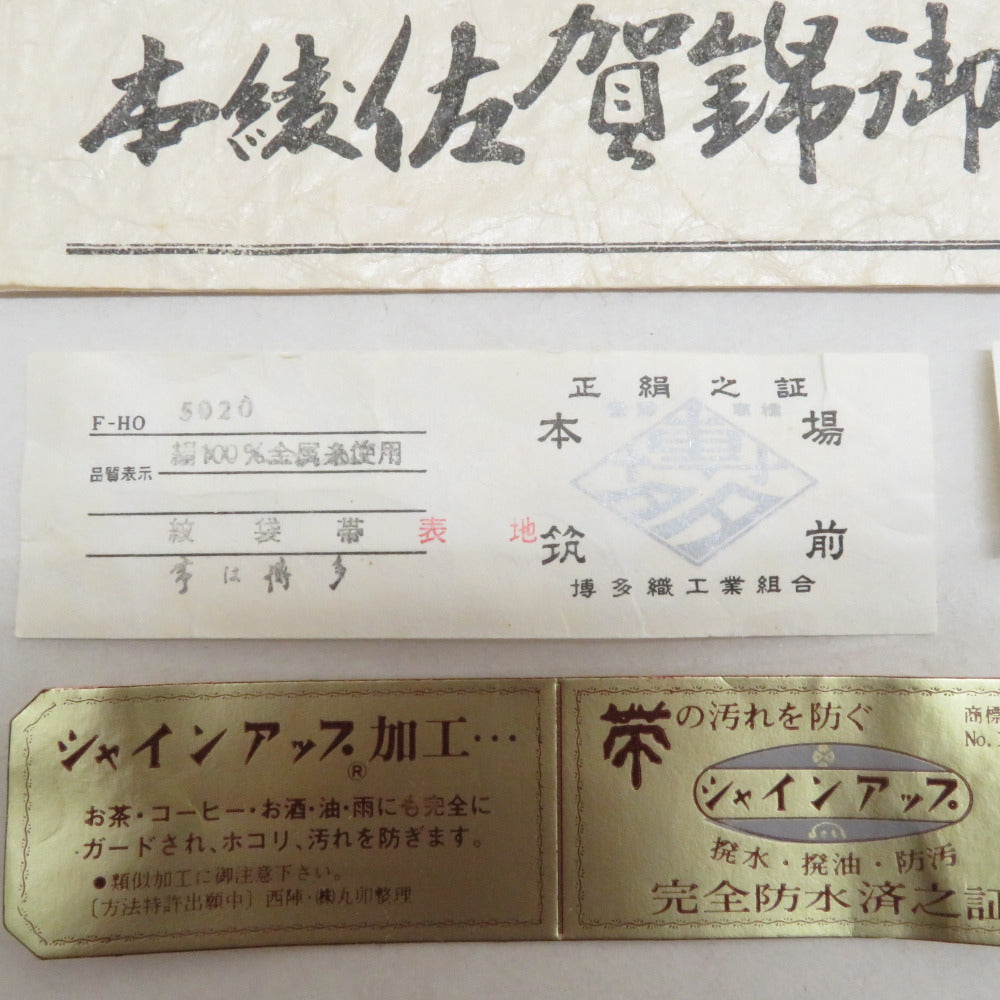 本綾佐賀錦御
F-HO 5020
品質表示 絹100%金属糸使用
紋袋帯表地
帯は博多
正絹之証
本場
筑前
博多織工業組合
シャインアップ®加工…
お茶・コーヒー・お酒・油・雨にも完全に
ガードされ、ホコリ、汚れを防ぎます。
●類似加工に御注意下さい。
〔方法特許出願中〕 西陣・㈱丸卯整理
帯の汚れを防ぐ
商標
No.
シャインアップ
撥水・撥油・防汚
完全防水済之証